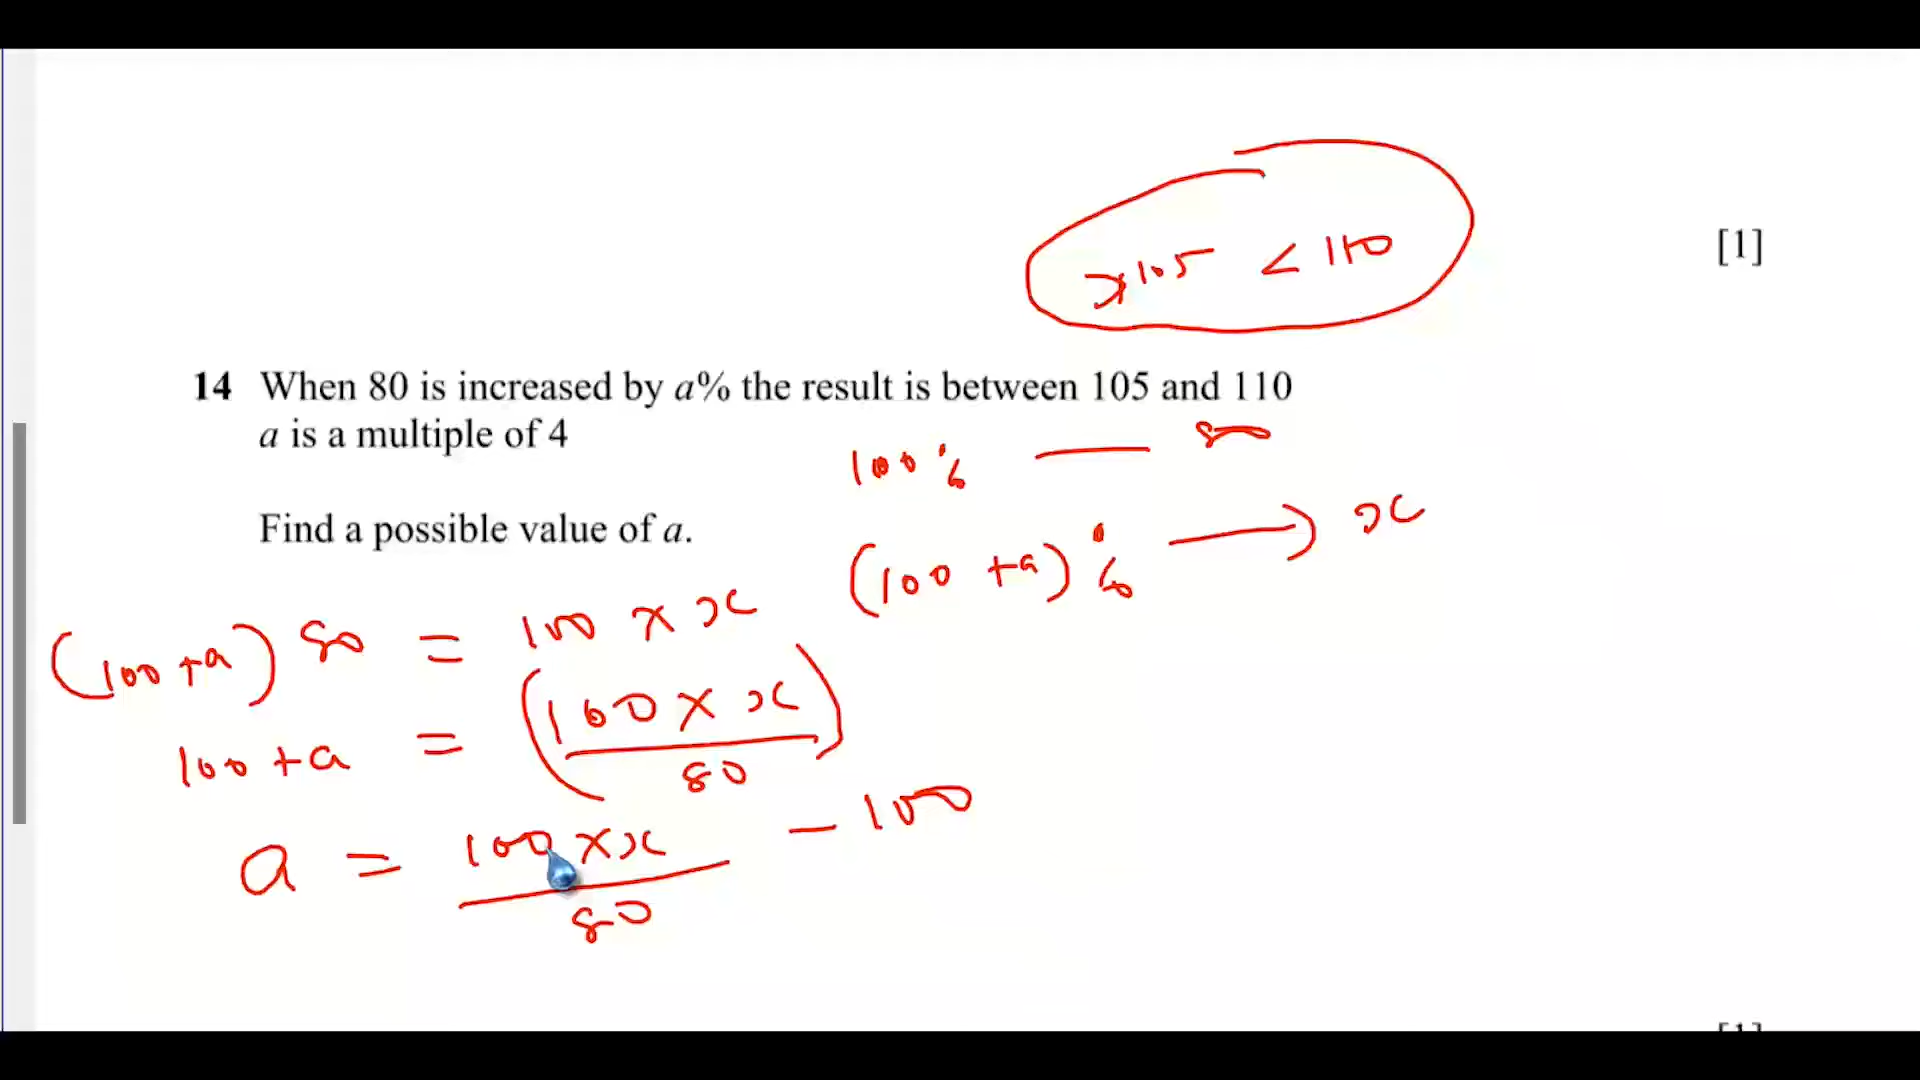 >105 < 110
[1]
14 When 80 is increased by a% the result is between 105 and 110
a is a multiple of 4
100% — 80
Find a possible value of a.
(100 +a)% → x
(100 +a) 80 = 100 × x
100 +a = (100 × x / 80)
a = 100 × x / 80 - 100